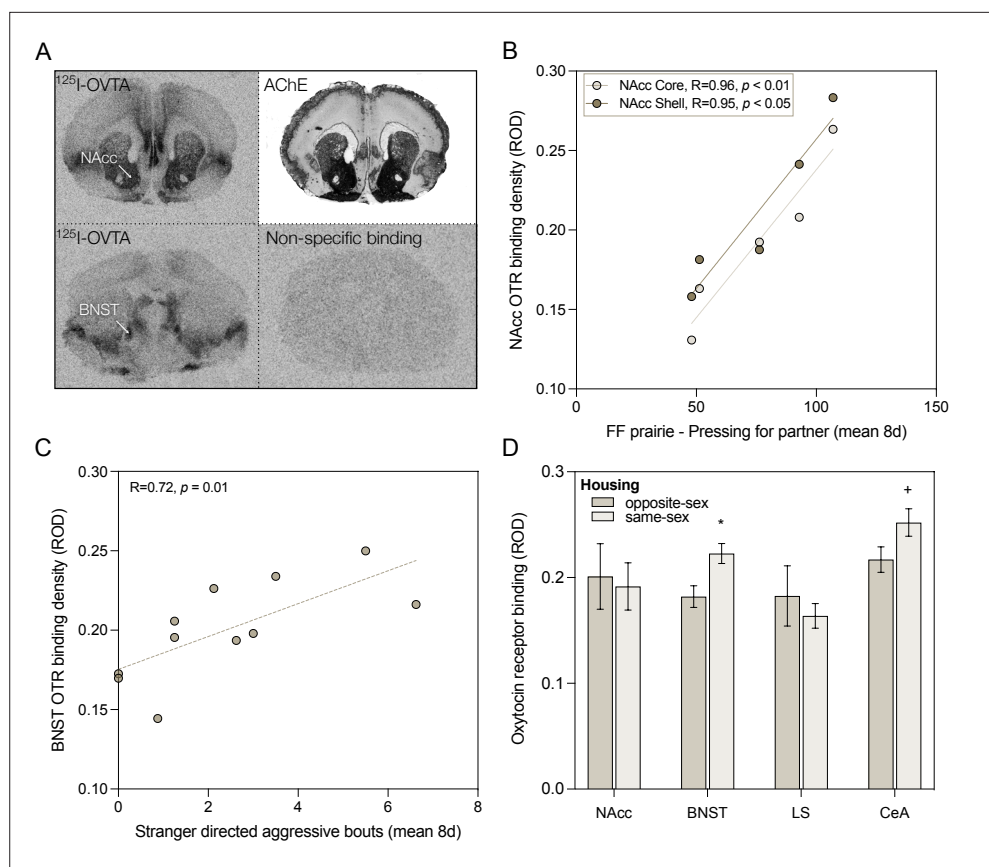 A
125I-OVTA
AChE
NAcc
125I-OVTA
Non-specific binding
BNST
B
NAcc Core, R=0.96, p < 0.01
NAcc Shell, R=0.95, p < 0.05
0.30
0.25
0.20
0.15
0.10
NAcc OTR binding density (ROD)
0
50
100
150
FF prairie - Pressing for partner (mean 8d)
C
R=0.72, p = 0.01
0.30
0.25
0.20
0.15
0.10
BNST OTR binding density (ROD)
0
2
4
6
8
Stranger directed aggressive bouts (mean 8d)
D
Housing
opposite-sex
same-sex
*
+
0.3
0.2
0.1
0.0
Oxytocin receptor binding (ROD)
NAcc
BNST
LS
CeA